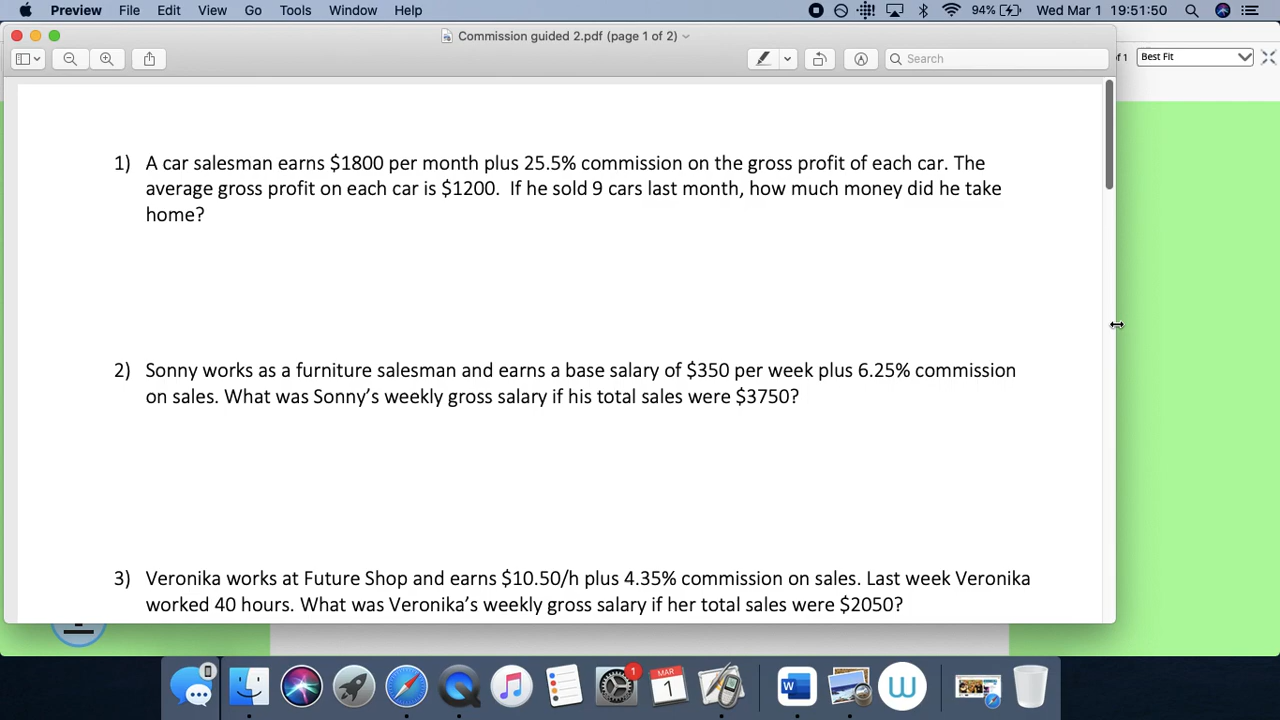 Preview File Edit View Go Tools Window Help 94% Wed Mar 1 19:51:50
Commission guided 2.pdf (page 1 of 2)
Search
of 1 Best Fit
1) A car salesman earns $1800 per month plus 25.5% commission on the gross profit of each car. The
average gross profit on each car is $1200. If he sold 9 cars last month, how much money did he take
home?
2) Sonny works as a furniture salesman and earns a base salary of $350 per week plus 6.25% commission
on sales. What was Sonny's weekly gross salary if his total sales were $3750?
3) Veronika works at Future Shop and earns $10.50/h plus 4.35% commission on sales. Last week Veronika
worked 40 hours. What was Veronika's weekly gross salary if her total sales were $2050?
1
MAR
1
W
W